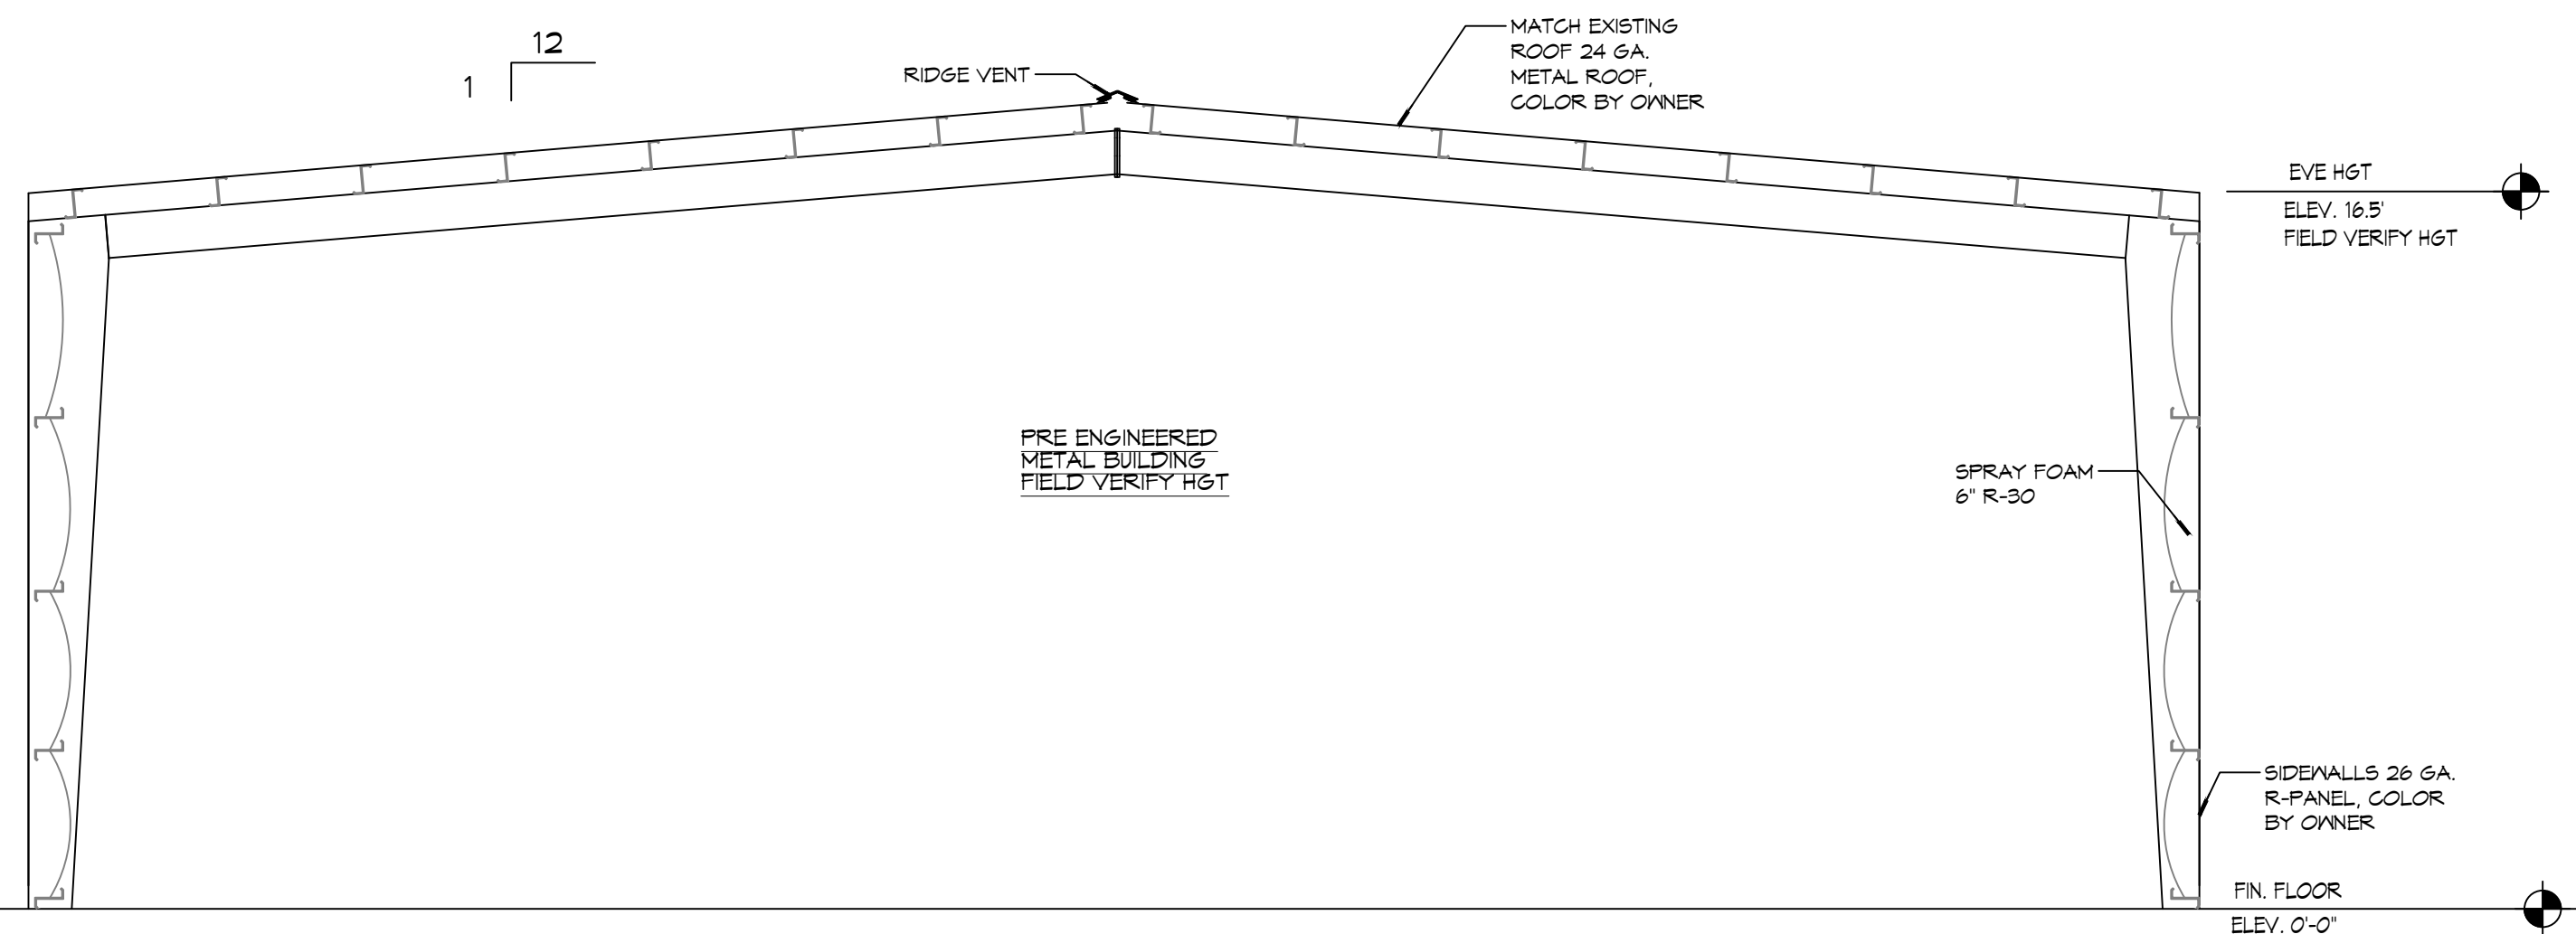 12
1
RIDGE VENT
MATCH EXISTING
ROOF 24 GA.
METAL ROOF,
COLOR BY OWNER
EVE HGT
ELEV. 16.5'
FIELD VERIFY HGT
PRE ENGINEERED
METAL BUILDING
FIELD VERIFY HGT
SPRAY FOAM
6" R-30
SIDEWALLS 26 GA.
R-PANEL, COLOR
BY OWNER
FIN. FLOOR
ELEV. 0'-0"